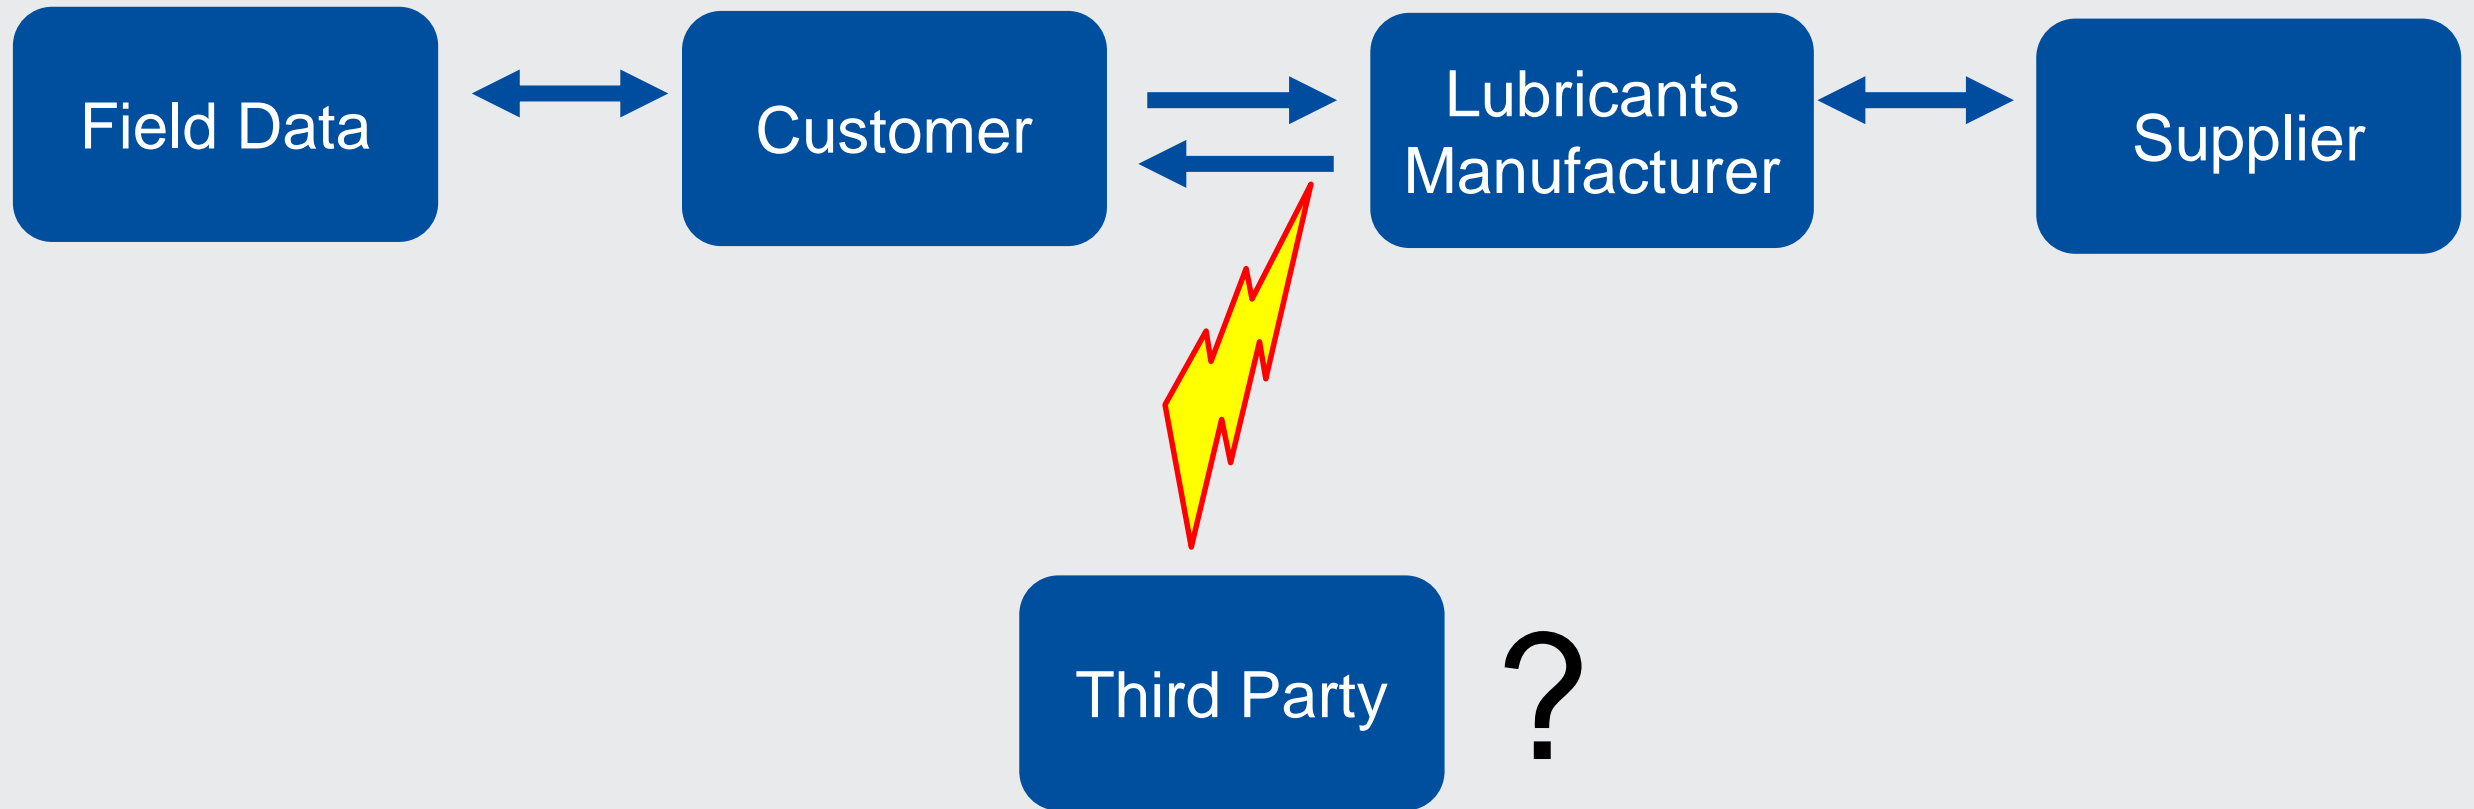 Field Data
Customer
Lubricants
Manufacturer
Supplier
Third Party
?